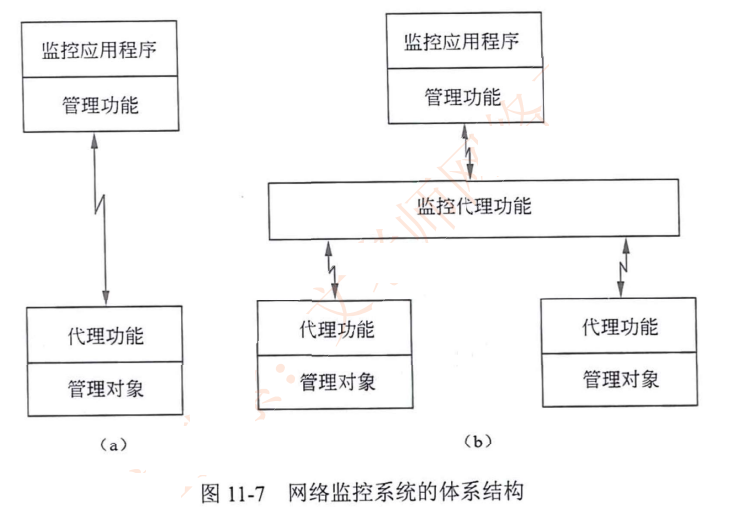 监控应用程序
管理功能
代理功能
管理对象
(a)
监控应用程序
管理功能
监控代理功能
代理功能
管理对象
代理功能
管理对象
(b)
图 11-7 网络监控系统的体系结构